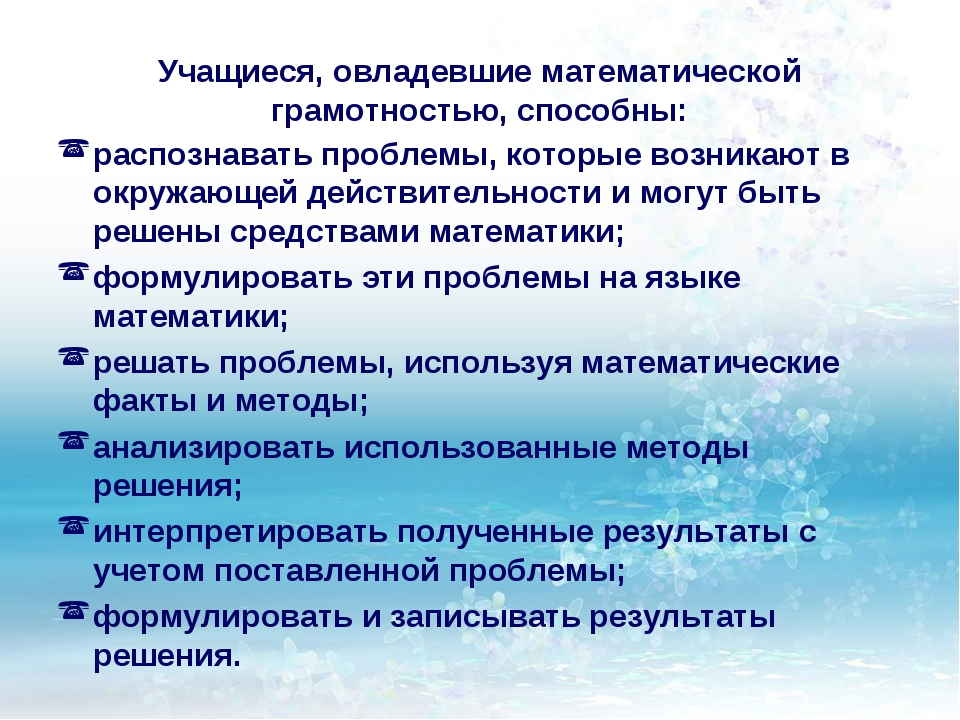 Учащиеся, овладевшие математической
грамотностью, способны:
распознавать проблемы, которые возникают в
окружающей действительности и могут быть
решены средствами математики;
формулировать эти проблемы на языке
математики;
решать проблемы, используя математические
факты и методы;
анализировать использованные методы
решения;
интерпретировать полученные результаты с
учетом поставленной проблемы;
формулировать и записывать результаты
решения.